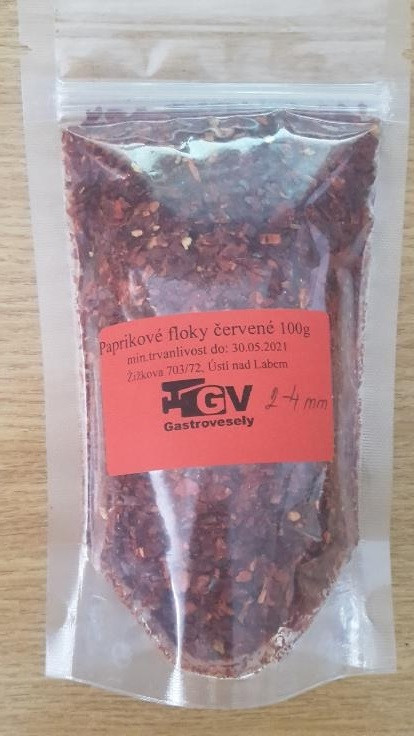 Paprikové floky červené 100g
min.trvanlivost do: 30.05.2021
Žižkova 703/72, Ústí nad Labem
GV
Gastrovesely
2-4 mm